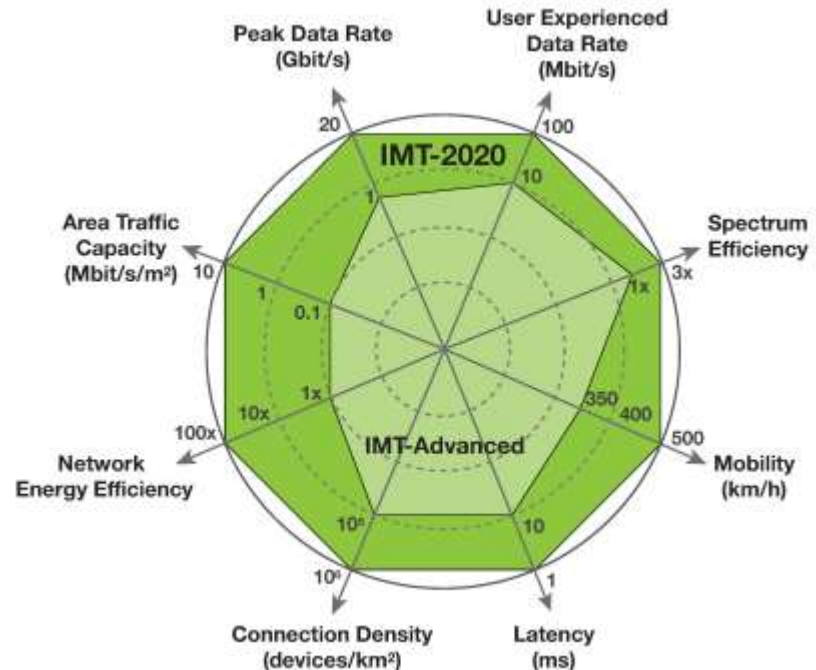 Peak Data Rate
(Gbit/s)
User Experienced
Data Rate
(Mbit/s)
20
100
IMT-2020
1
10
Area Traffic
Capacity
(Mbit/s/m²)
Spectrum
Efficiency
10
1
0.1
1x
3x
1x
10x
100x
350
400
500
Network
Energy Efficiency
IMT-Advanced
Mobility
(km/h)
10
10⁶
1
Connection Density
(devices/km²)
Latency
(ms)